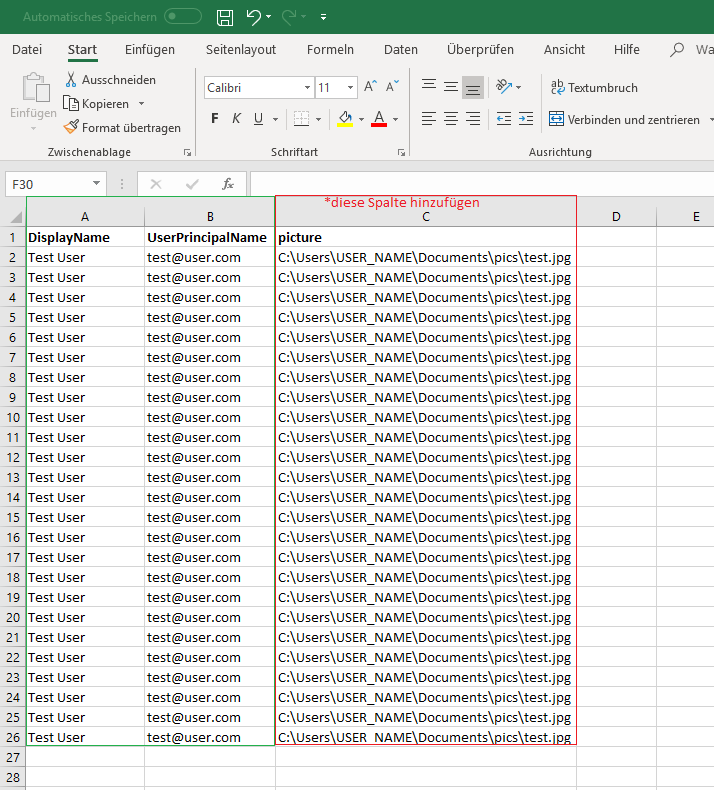 Automatisches Speichern
Datei Start Einfügen Seitenlayout Formeln Daten Überprüfen Ansicht Hilfe Wa
Einfügen
Ausschneiden
Kopieren
Format übertragen
Zwischenablage
Calibri 11
F K U A
Schriftart
Textumbruch
Verbinden und zentrieren
Ausrichtung
F30 fx
*diese Spalte hinzufügen
A B C D E
1 DisplayName UserPrincipalName picture
2 Test User test@user.com C:\Users\USER_NAME\Documents\pics\test.jpg
3 Test User test@user.com C:\Users\USER_NAME\Documents\pics\test.jpg
4 Test User test@user.com C:\Users\USER_NAME\Documents\pics\test.jpg
5 Test User test@user.com C:\Users\USER_NAME\Documents\pics\test.jpg
6 Test User test@user.com C:\Users\USER_NAME\Documents\pics\test.jpg
7 Test User test@user.com C:\Users\USER_NAME\Documents\pics\test.jpg
8 Test User test@user.com C:\Users\USER_NAME\Documents\pics\test.jpg
9 Test User test@user.com C:\Users\USER_NAME\Documents\pics\test.jpg
10 Test User test@user.com C:\Users\USER_NAME\Documents\pics\test.jpg
11 Test User test@user.com C:\Users\USER_NAME\Documents\pics\test.jpg
12 Test User test@user.com C:\Users\USER_NAME\Documents\pics\test.jpg
13 Test User test@user.com C:\Users\USER_NAME\Documents\pics\test.jpg
14 Test User test@user.com C:\Users\USER_NAME\Documents\pics\test.jpg
15 Test User test@user.com C:\Users\USER_NAME\Documents\pics\test.jpg
16 Test User test@user.com C:\Users\USER_NAME\Documents\pics\test.jpg
17 Test User test@user.com C:\Users\USER_NAME\Documents\pics\test.jpg
18 Test User test@user.com C:\Users\USER_NAME\Documents\pics\test.jpg
19 Test User test@user.com C:\Users\USER_NAME\Documents\pics\test.jpg
20 Test User test@user.com C:\Users\USER_NAME\Documents\pics\test.jpg
21 Test User test@user.com C:\Users\USER_NAME\Documents\pics\test.jpg
22 Test User test@user.com C:\Users\USER_NAME\Documents\pics\test.jpg
23 Test User test@user.com C:\Users\USER_NAME\Documents\pics\test.jpg
24 Test User test@user.com C:\Users\USER_NAME\Documents\pics\test.jpg
25 Test User test@user.com C:\Users\USER_NAME\Documents\pics\test.jpg
26 Test User test@user.com C:\Users\USER_NAME\Documents\pics\test.jpg
27
28